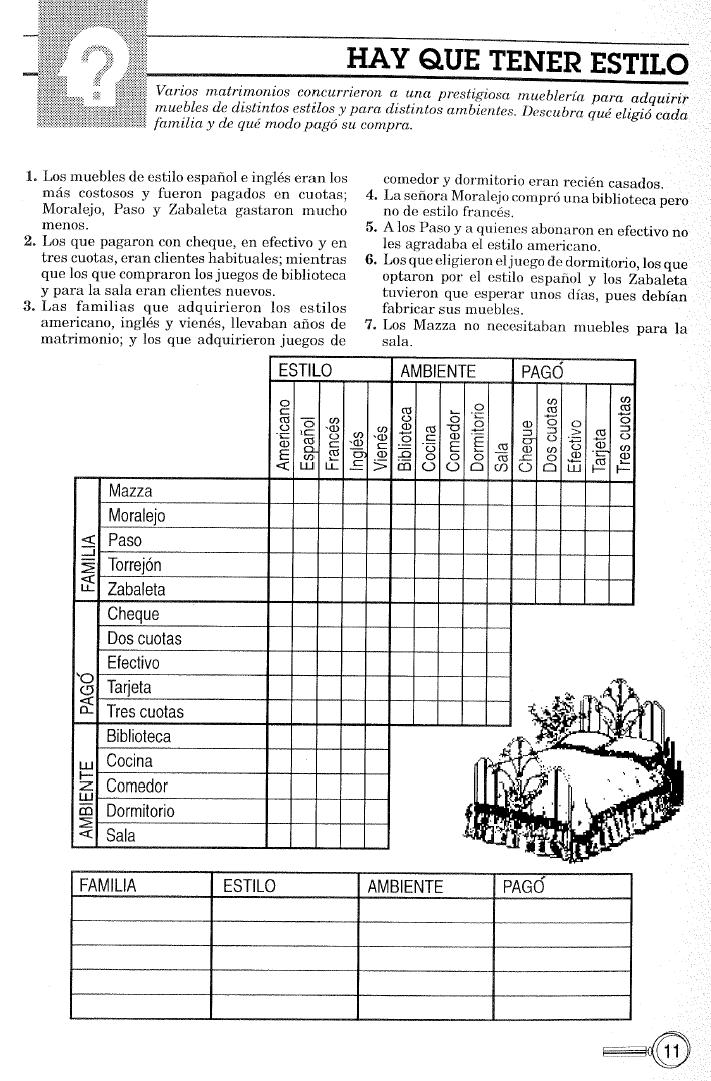 HAY QUE TENER ESTILO
Varios matrimonios concurrieron a una prestigiosa mueblería para adquirir
muebles de distintos estilos y para distintos ambientes. Descubra qué eligió cada
familia y de qué modo pagó su compra.
1. Los muebles de estilo español e inglés eran los
más costosos y fueron pagados en cuotas;
Moralejo, Paso y Zabaleta gastaron mucho
menos.
2. Los que pagaron con cheque, en efectivo y en
tres cuotas, eran clientes habituales; mientras
que los que compraron los juegos de biblioteca
y para la sala eran clientes nuevos.
3. Las familias que adquirieron los estilos
americano, inglés y vienés, llevaban años de
matrimonio; y los que adquirieron juegos de
comedor y dormitorio eran recién casados.
4. La señora Moralejo compró una biblioteca pero
no de estilo francés.
5. A los Paso y a quienes abonaron en efectivo no
les agradaba el estilo americano.
6. Los que eligieron el juego de dormitorio, los que
optaron por el estilo español y los Zabaleta
tuvieron que esperar unos días, pues debían
fabricar sus muebles.
7. Los Mazza no necesitaban muebles para la
sala.
ESTILO AMBIENTE PAGÓ
Americano
Español
Francés
Inglés
Vienés
Biblioteca
Cocina
Comedor
Dormitorio
Sala
Cheque
Dos cuotas
Efectivo
Tarjeta
Tres cuotas
FAMILIA
Mazza
Moralejo
Paso
Torrejón
Zabaleta
PAGÓ
Cheque
Dos cuotas
Efectivo
Tarjeta
Tres cuotas
AMBIENTE
Biblioteca
Cocina
Comedor
Dormitorio
Sala
FAMILIA ESTILO AMBIENTE PAGÓ
11